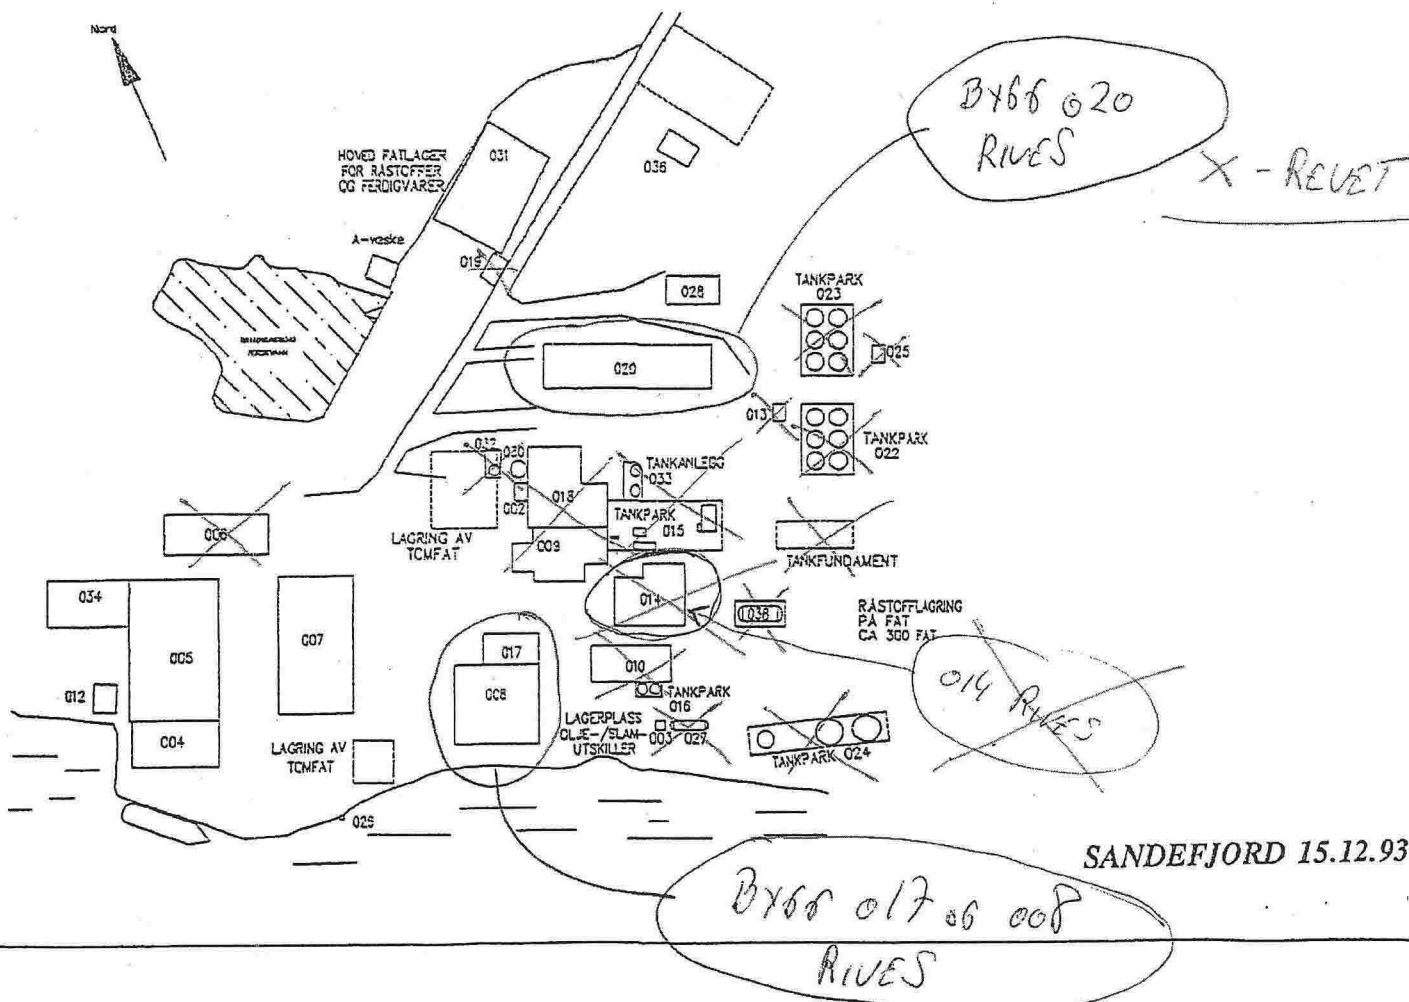 Nord
HOVED FATLAGER
FOR RÅSTOFFER
OG FERDIGVARER
031
036
BYGG 020
RIVES
X - REVET
A-væske
019
028
TANKPARK
023
025
020
013
TANKPARK
022
032
030
002
018
TANKANLEGG
033
TANKPARK
015
LAGRING AV
TOMFAT
009
TANKFUNDAMENT
006
034
005
007
014
038
RÅSTOFFLAGRING
PÅ FAT
CA 300 FAT
017
008
010
TANKPARK
016
014 RIVES
012
004
LAGRING AV
TOMFAT
LAGERPLASS
OLJE-/SLAM-
UTSKILLER
003
027
TANKPARK 024
026
SANDEFJORD 15.12.93
BYGG 017 OG 008
RIVES